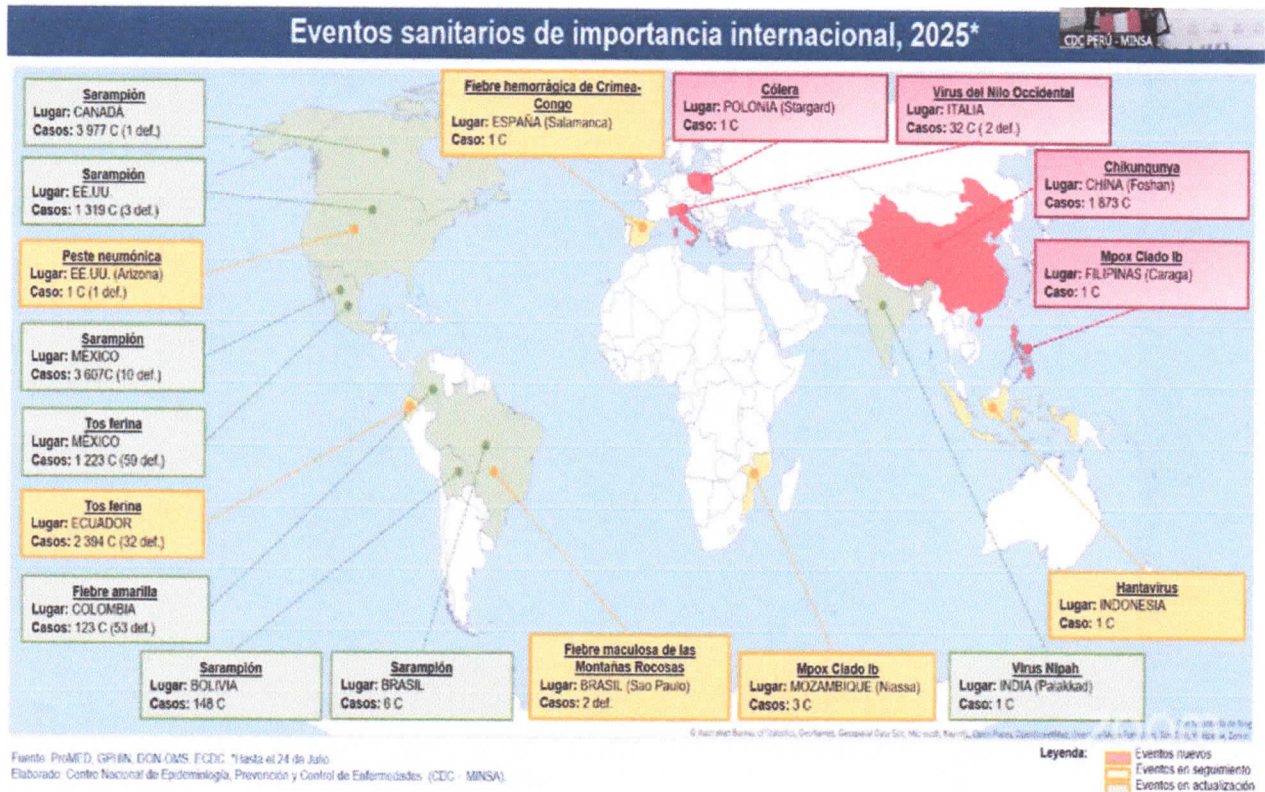 Eventos sanitarios de importancia internacional, 2025*
CDC PERÚ - MINSA
Sarampión
Lugar: CANADÁ
Casos: 3 977 C (1 def.)
Sarampión
Lugar: EE.UU.
Casos: 1 319 C (3 def.)
Peste neumónica
Lugar: EE.UU. (Arizona)
Caso: 1 C (1 def.)
Sarampión
Lugar: MÉXICO
Casos: 3 607C (10 def.)
Tos ferina
Lugar: MÉXICO
Casos: 1 223 C (59 def.)
Tos ferina
Lugar: ECUADOR
Casos: 2 394 C (32 def.)
Fiebre amarilla
Lugar: COLOMBIA
Casos: 123 C (53 def.)
Sarampión
Lugar: BOLIVIA
Casos: 148 C
Sarampión
Lugar: BRASIL
Casos: 6 C
Fiebre maculosa de las
Montañas Rocosas
Lugar: BRASIL (Sao Paulo)
Casos: 2 def.
Mpox Clado Ib
Lugar: MOZAMBIQUE (Niassa)
Casos: 3 C
Virus Nipah
Lugar: INDIA (Palakkad)
Caso: 1 C
Hantavirus
Lugar: INDONESIA
Caso: 1 C
Fiebre hemorrágica de Crimea-
Congo
Lugar: ESPAÑA (Salamanca)
Caso: 1 C
Cólera
Lugar: POLONIA (Stargard)
Caso: 1 C
Virus del Nilo Occidental
Lugar: ITALIA
Casos: 32 C ( 2 def.)
Chikungunya
Lugar: CHINA (Foshan)
Casos: 1 873 C
Mpox Clado Ib
Lugar: FILIPINAS (Caraga)
Caso: 1 C
Fuente: ProMED, GPHIN, DON-OMS, ECDC. *Hasta el 24 de Julio
Elaborado: Centro Nacional de Epidemiología, Prevención y Control de Enfermedades (CDC - MINSA).
Leyenda:
Eventos nuevos
Eventos en seguimiento
Eventos en actualización